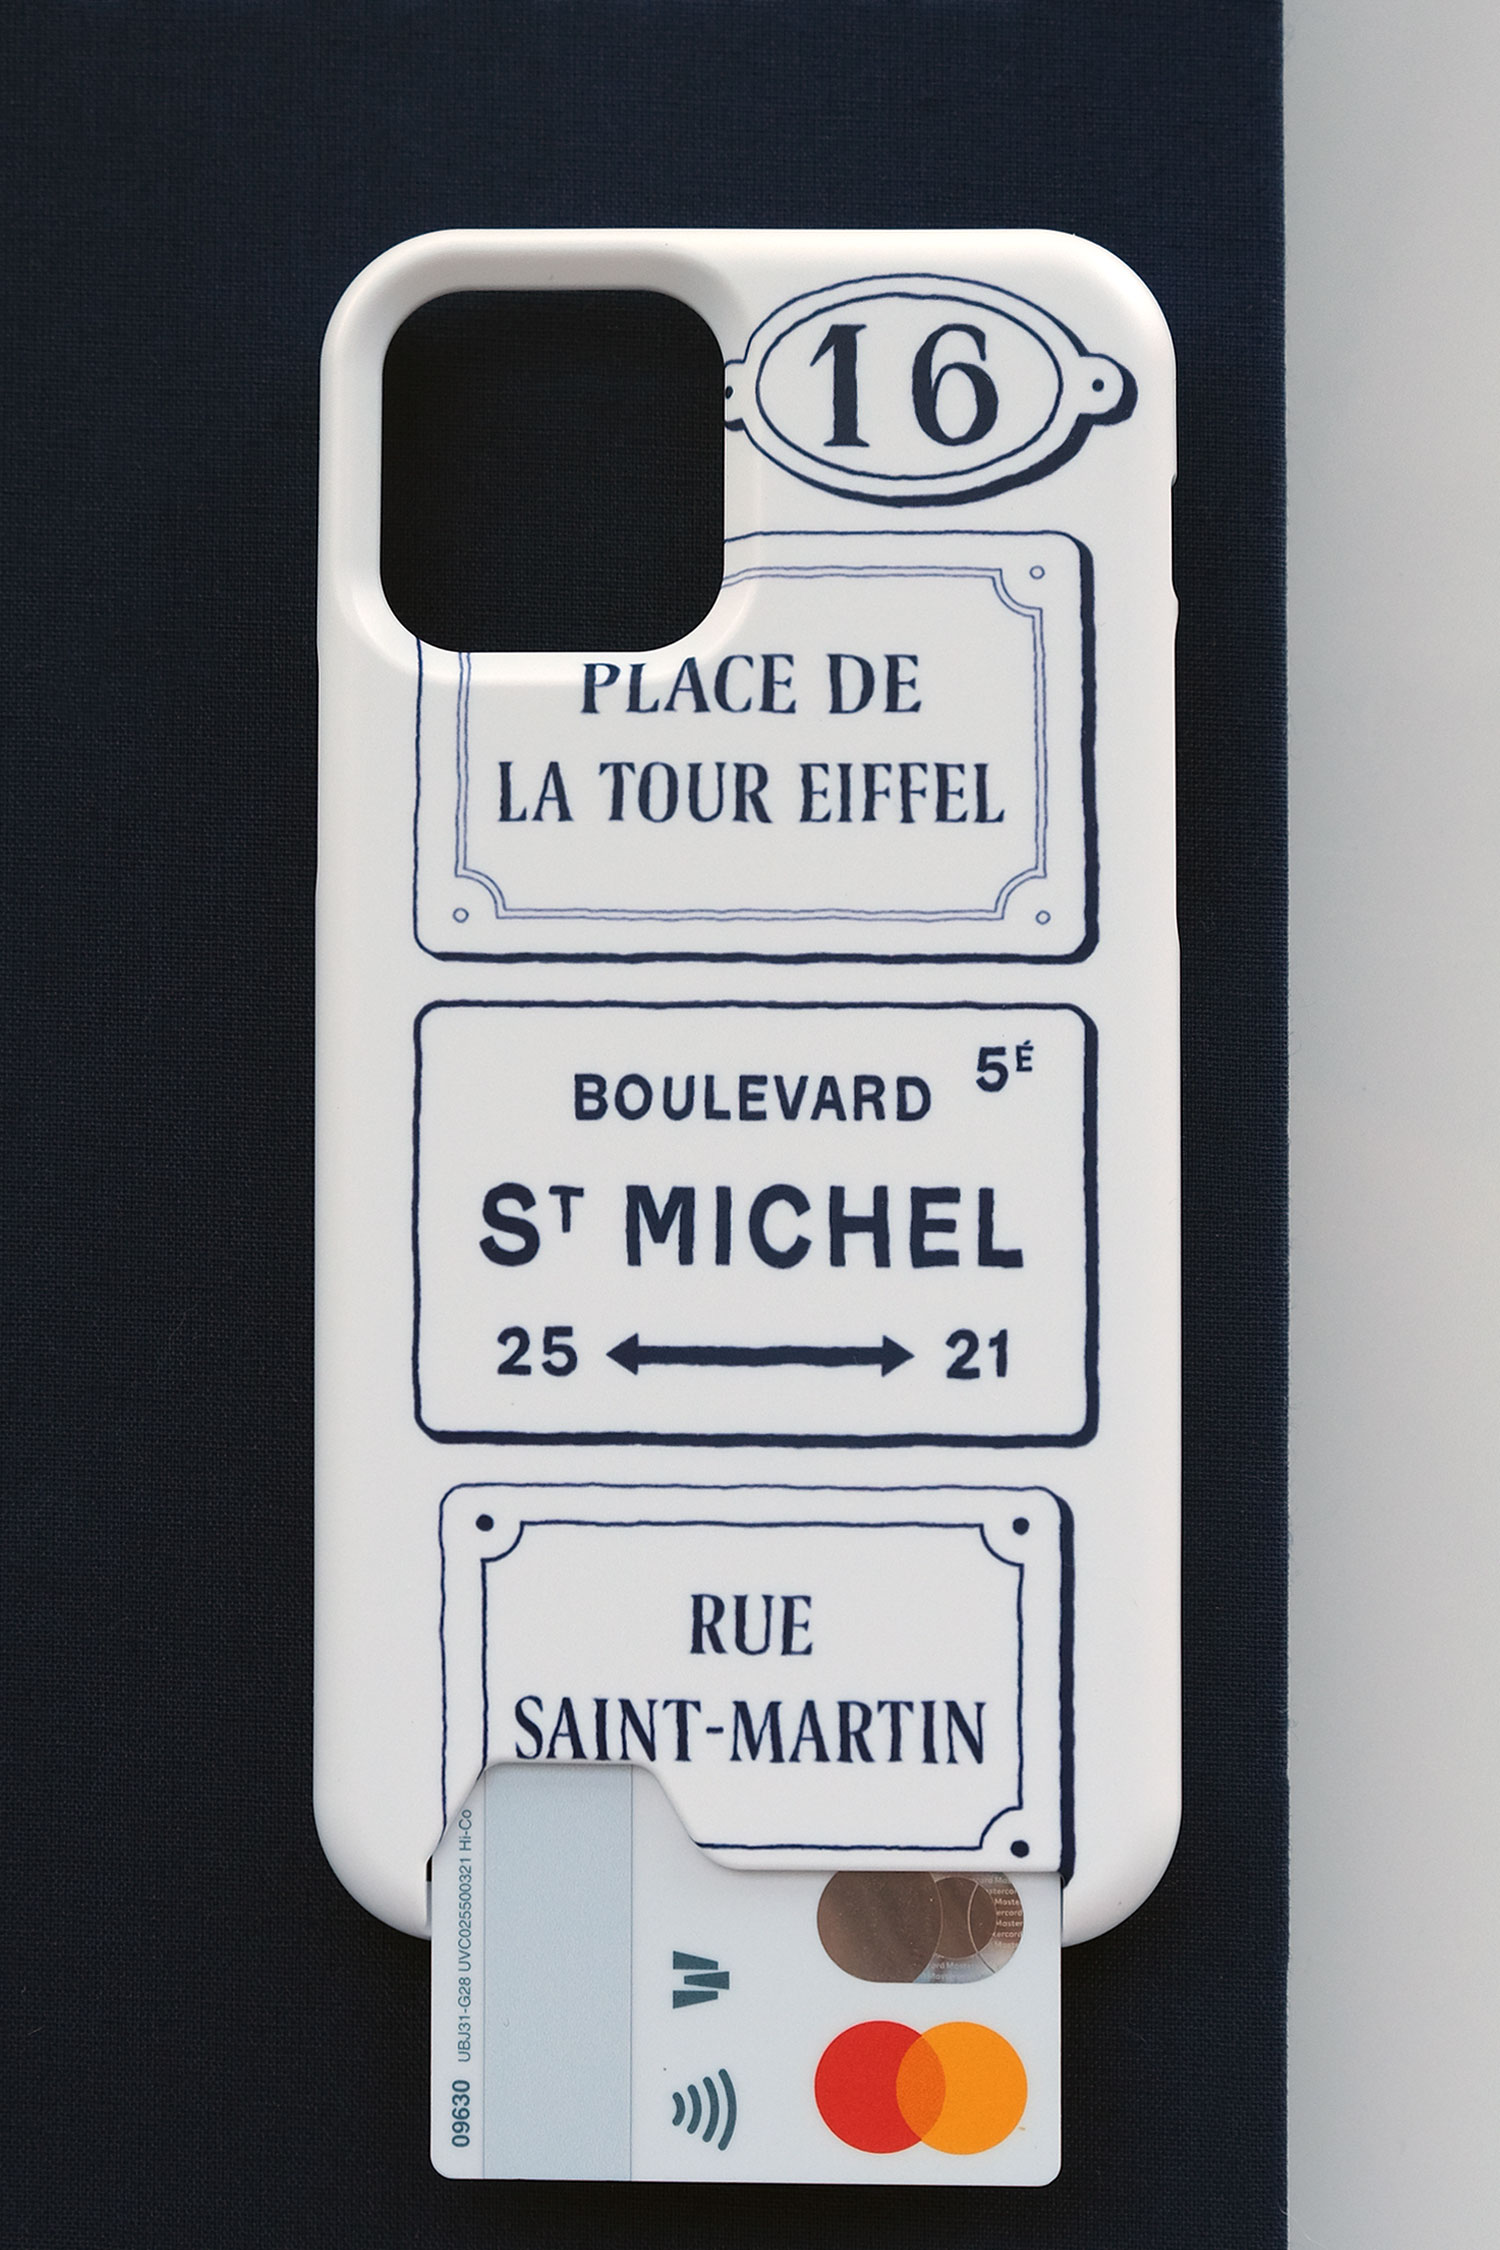 16
PLACE DE
LA TOUR EIFFEL
BOULEVARD 5É
ST MICHEL
25 21
RUE
SAINT-MARTIN
09630 UBJ31-G28 UVC025500321 Hi-Co